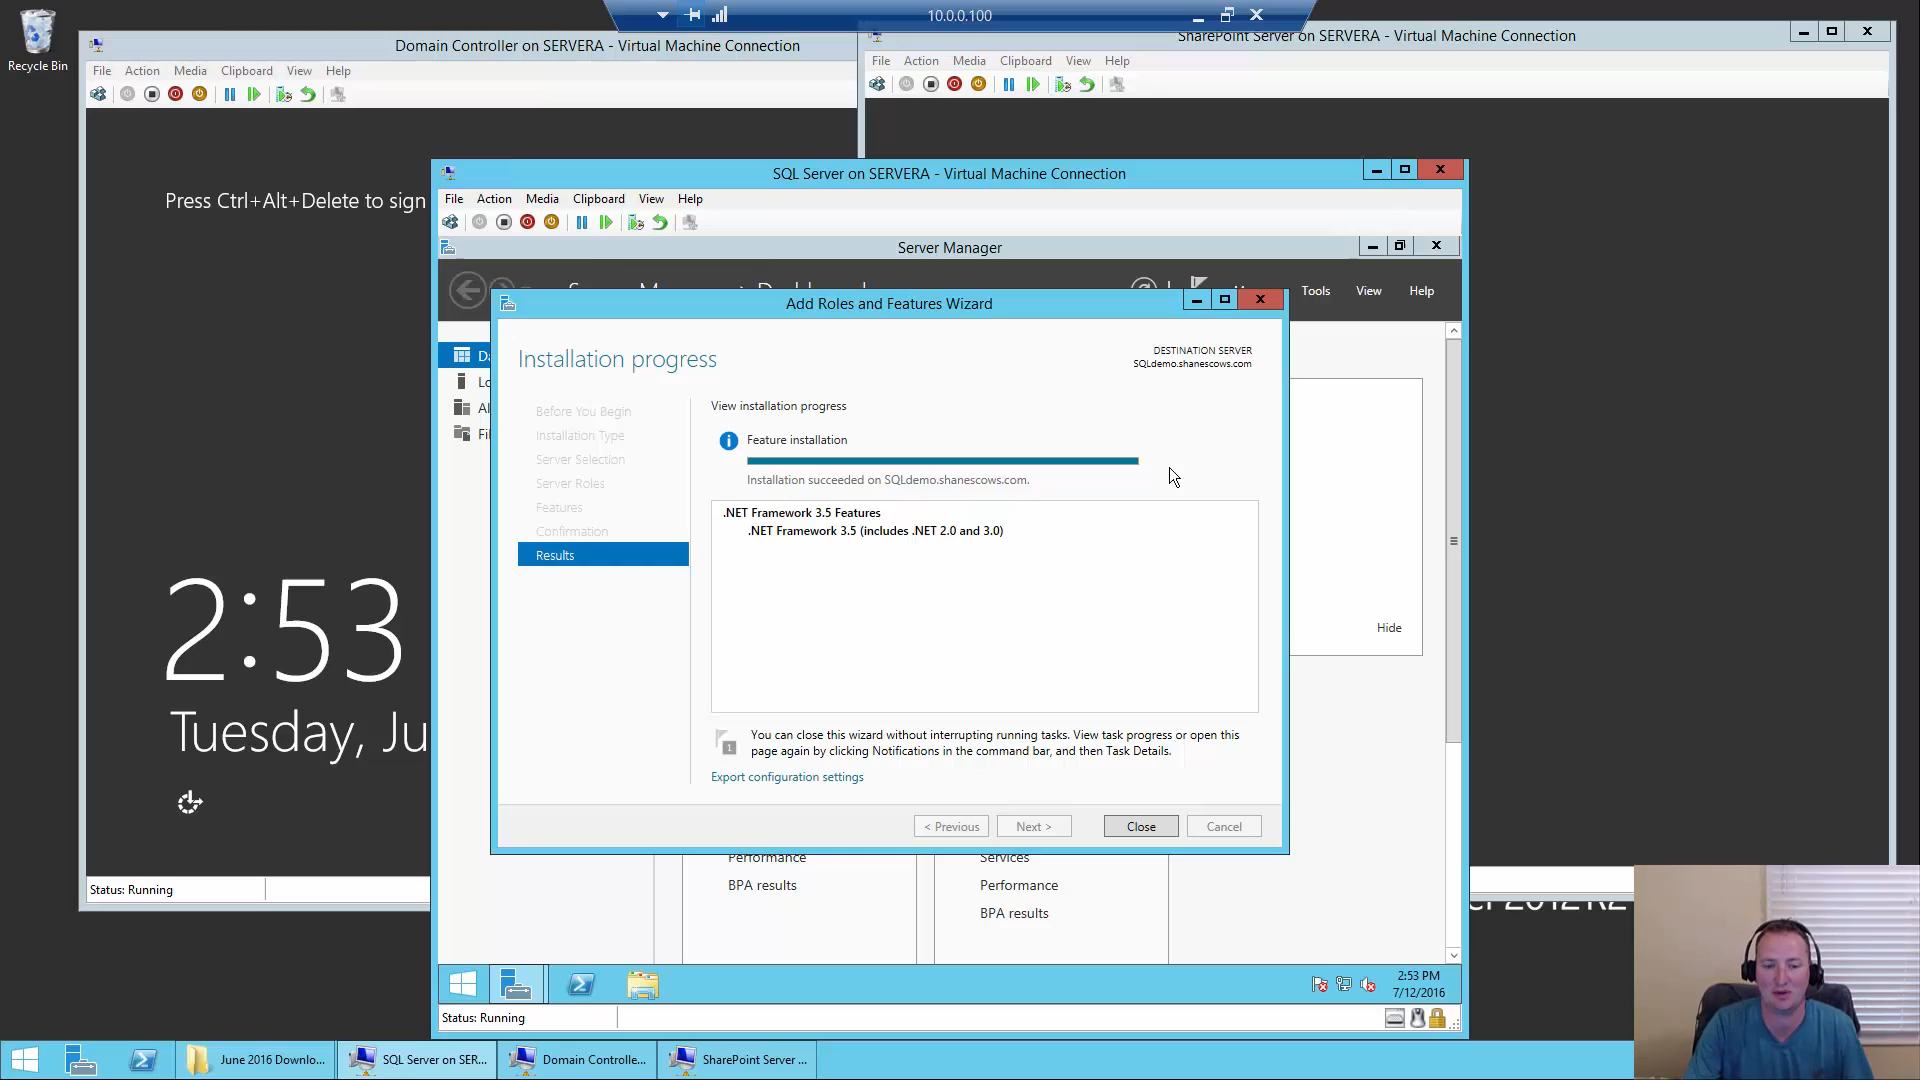 10.0.0.100
Recycle Bin
Domain Controller on SERVERA - Virtual Machine Connection
File Action Media Clipboard View Help
SharePoint Server on SERVERA - Virtual Machine Connection
File Action Media Clipboard View Help
Press Ctrl+Alt+Delete to sign
2:53
Tuesday, Ju
Status: Running
SQL Server on SERVERA - Virtual Machine Connection
File Action Media Clipboard View Help
Server Manager
Tools View Help
Add Roles and Features Wizard
Installation progress
DESTINATION SERVER
SQLdemo.shanescows.com
Before You Begin
Installation Type
Server Selection
Server Roles
Features
Confirmation
Results
View installation progress
Feature installation
Installation succeeded on SQLdemo.shanescows.com.
.NET Framework 3.5 Features
.NET Framework 3.5 (includes .NET 2.0 and 3.0)
You can close this wizard without interrupting running tasks. View task progress or open this
page again by clicking Notifications in the command bar, and then Task Details.
Export configuration settings
< Previous
Next >
Close
Cancel
Hide
Performance
BPA results
Services
Performance
BPA results
2:53 PM
7/12/2016
Status: Running
June 2016 Downlo...
SQL Server on SER...
Domain Controlle...
SharePoint Server ...